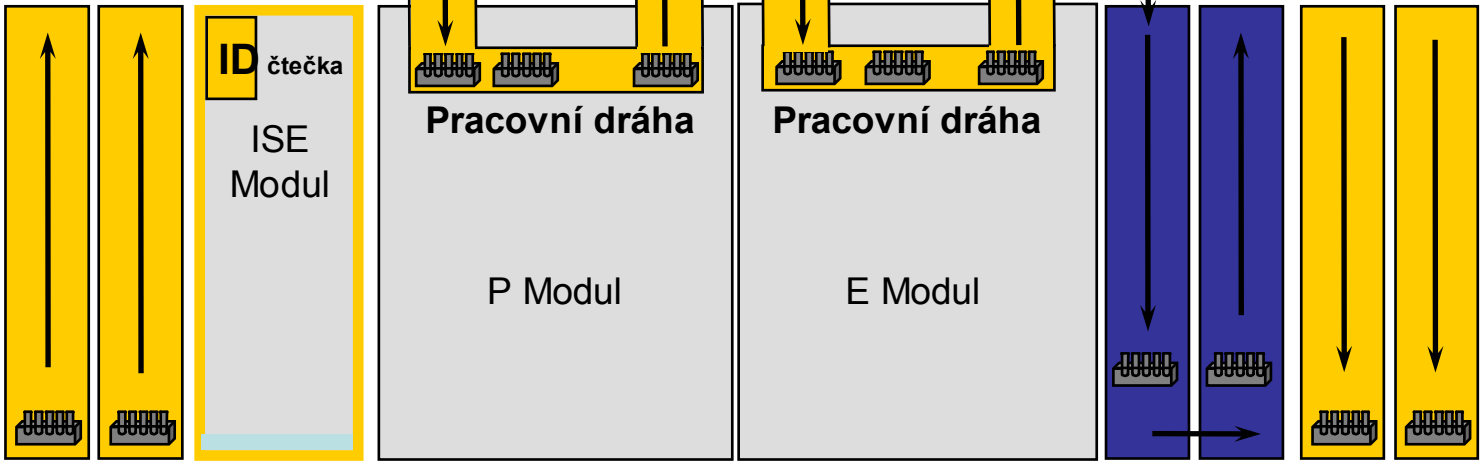 ID čtečka
ISE
Modul
Pracovní dráha
P Modul
Pracovní dráha
E Modul